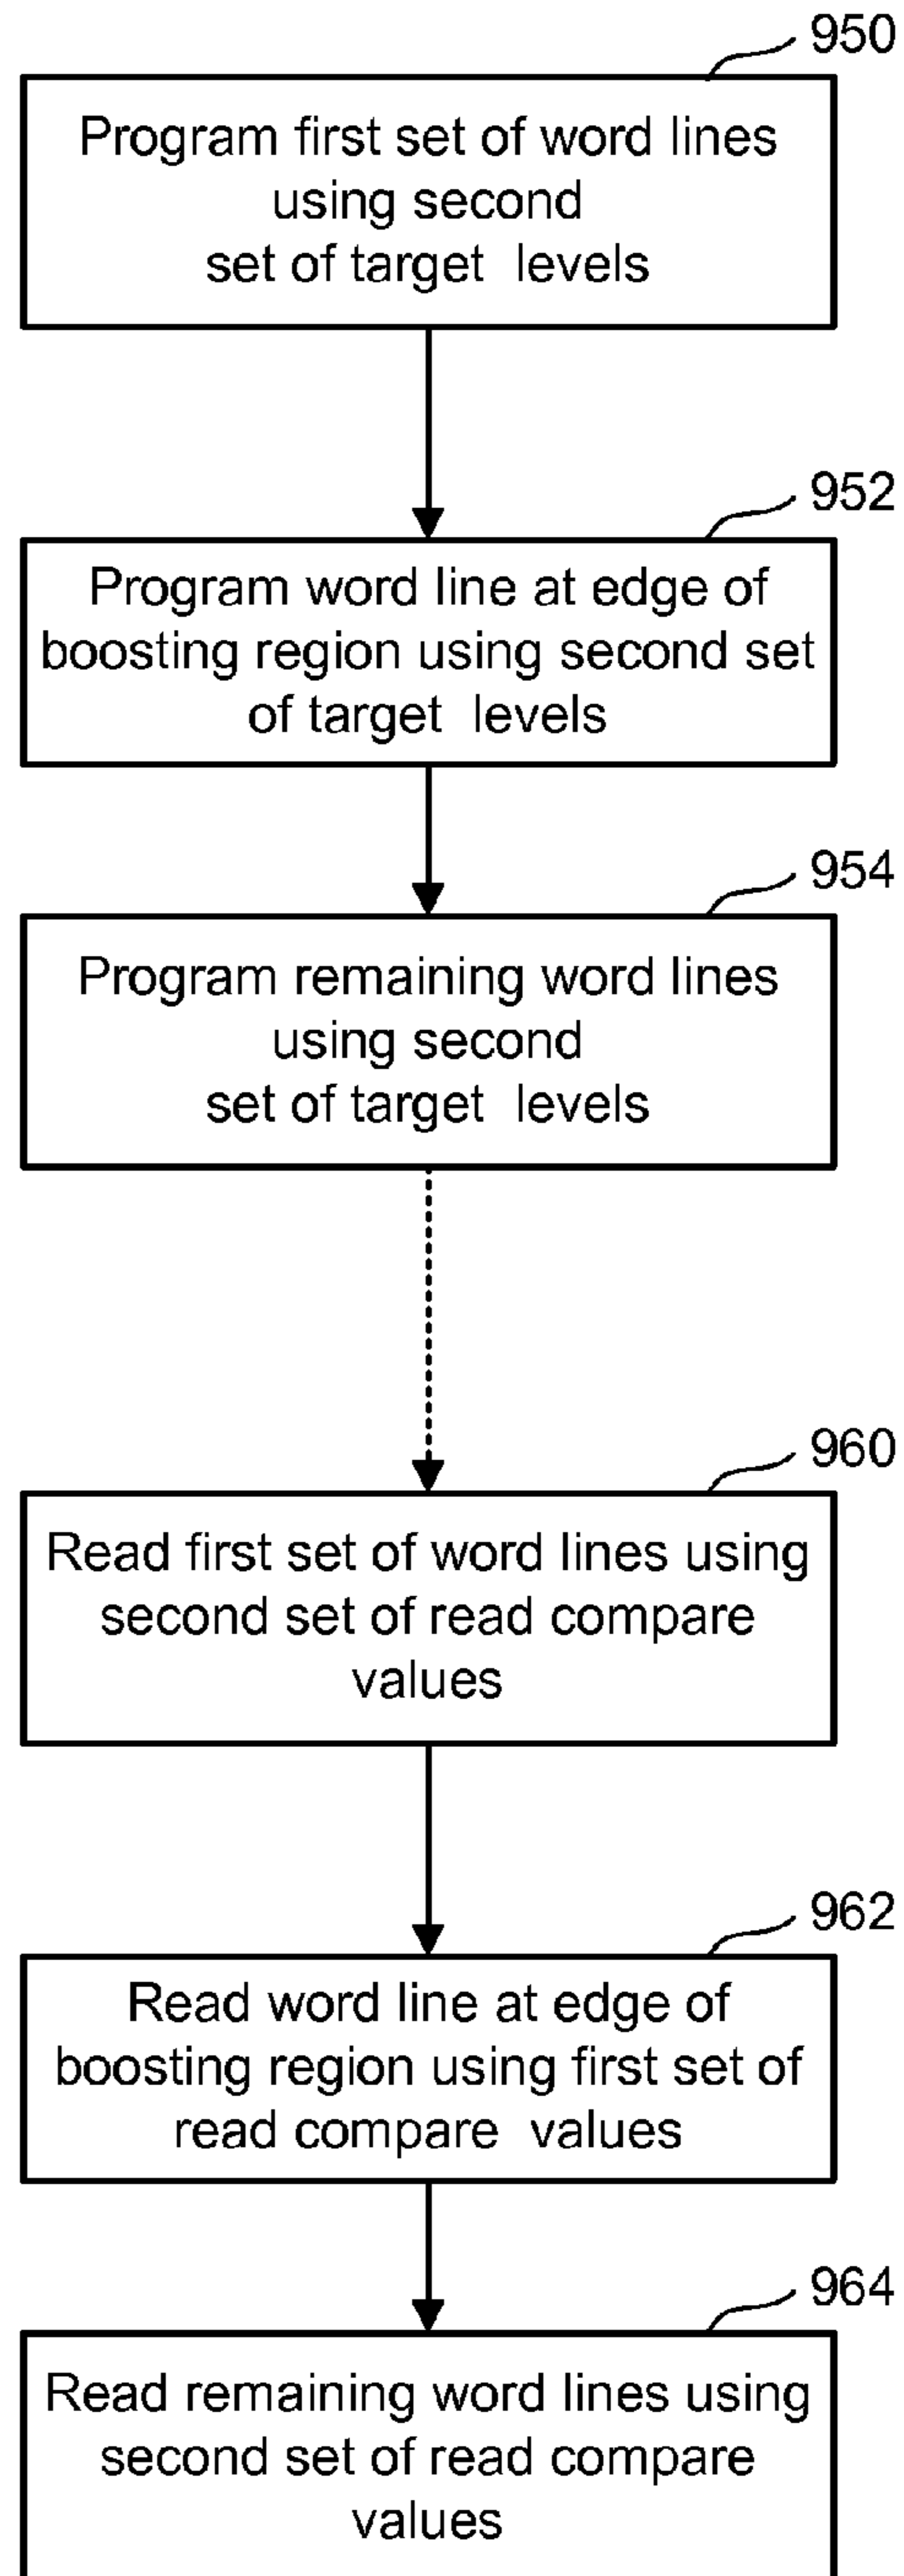 950
Program first set of word lines
using second
set of target levels
952
Program word line at edge of
boosting region using second set
of target levels
954
Program remaining word lines
using second
set of target levels
960
Read first set of word lines using
second set of read compare
values
962
Read word line at edge of
boosting region using first set of
read compare values
964
Read remaining word lines using
second set of read compare
values